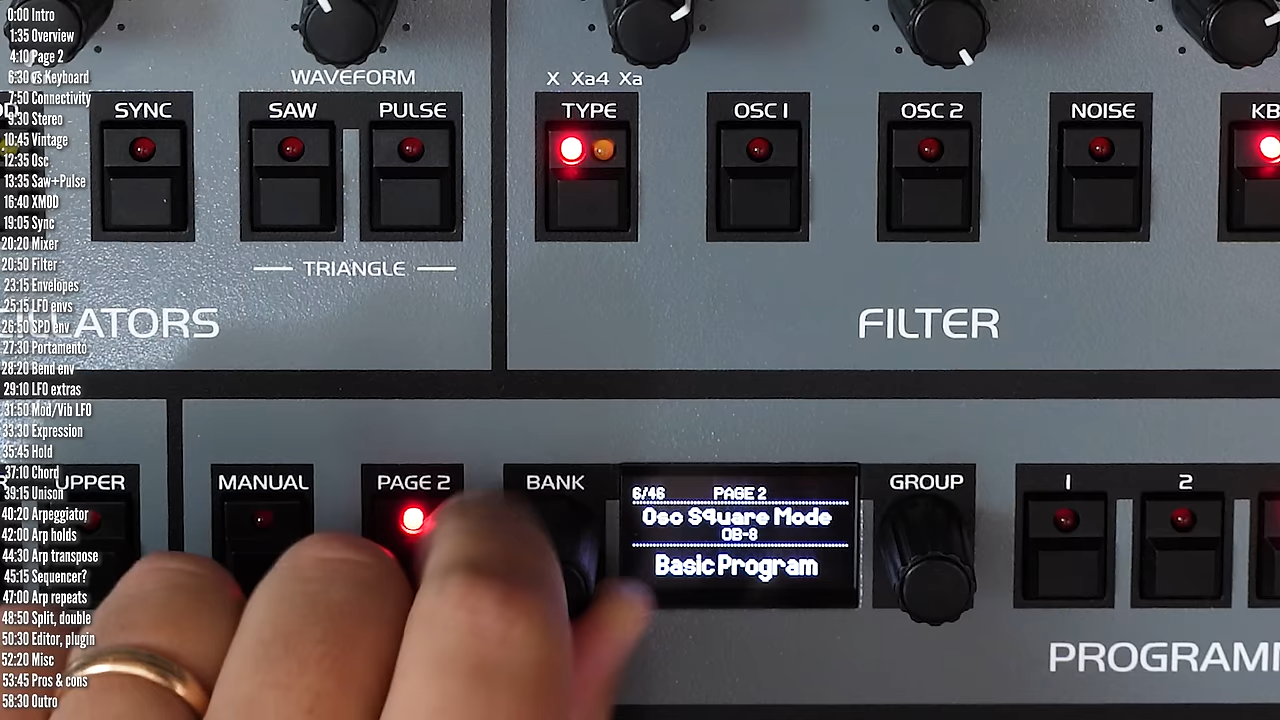 0:00 Intro
1:35 Overview
4:10 Page 2
6:30 vs Keyboard
7:50 Connectivity
9:30 Stereo
10:45 Vintage
12:35 Osc
13:35 Saw+Pulse
16:40 XMOD
19:05 Sync
20:20 Mixer
20:50 Filter
23:15 Envelopes
25:15 LFO envs
26:50 SPD env
27:30 Portamento
28:20 Bend env
29:10 LFO extras
31:50 Mod/Vib LFO
33:30 Expression
35:45 Hold
37:10 Chord
39:15 Unison
40:20 Arpeggiator
42:00 Arp holds
44:30 Arp transpose
45:15 Sequencer?
47:00 Arp repeats
48:50 Split, double
50:30 Editor, plugin
52:20 Misc
53:45 Pros & cons
58:30 Outro
WAVEFORM
X Xa4 Xa
SYNC
SAW
PULSE
TYPE
OSC 1
OSC 2
NOISE
KB
TRIANGLE
ATORS
FILTER
UPPER
MANUAL
PAGE 2
BANK
GROUP
1
2
6/46 PAGE 2
Osc Square Mode
OB-8
Basic Program
PROGRAMM